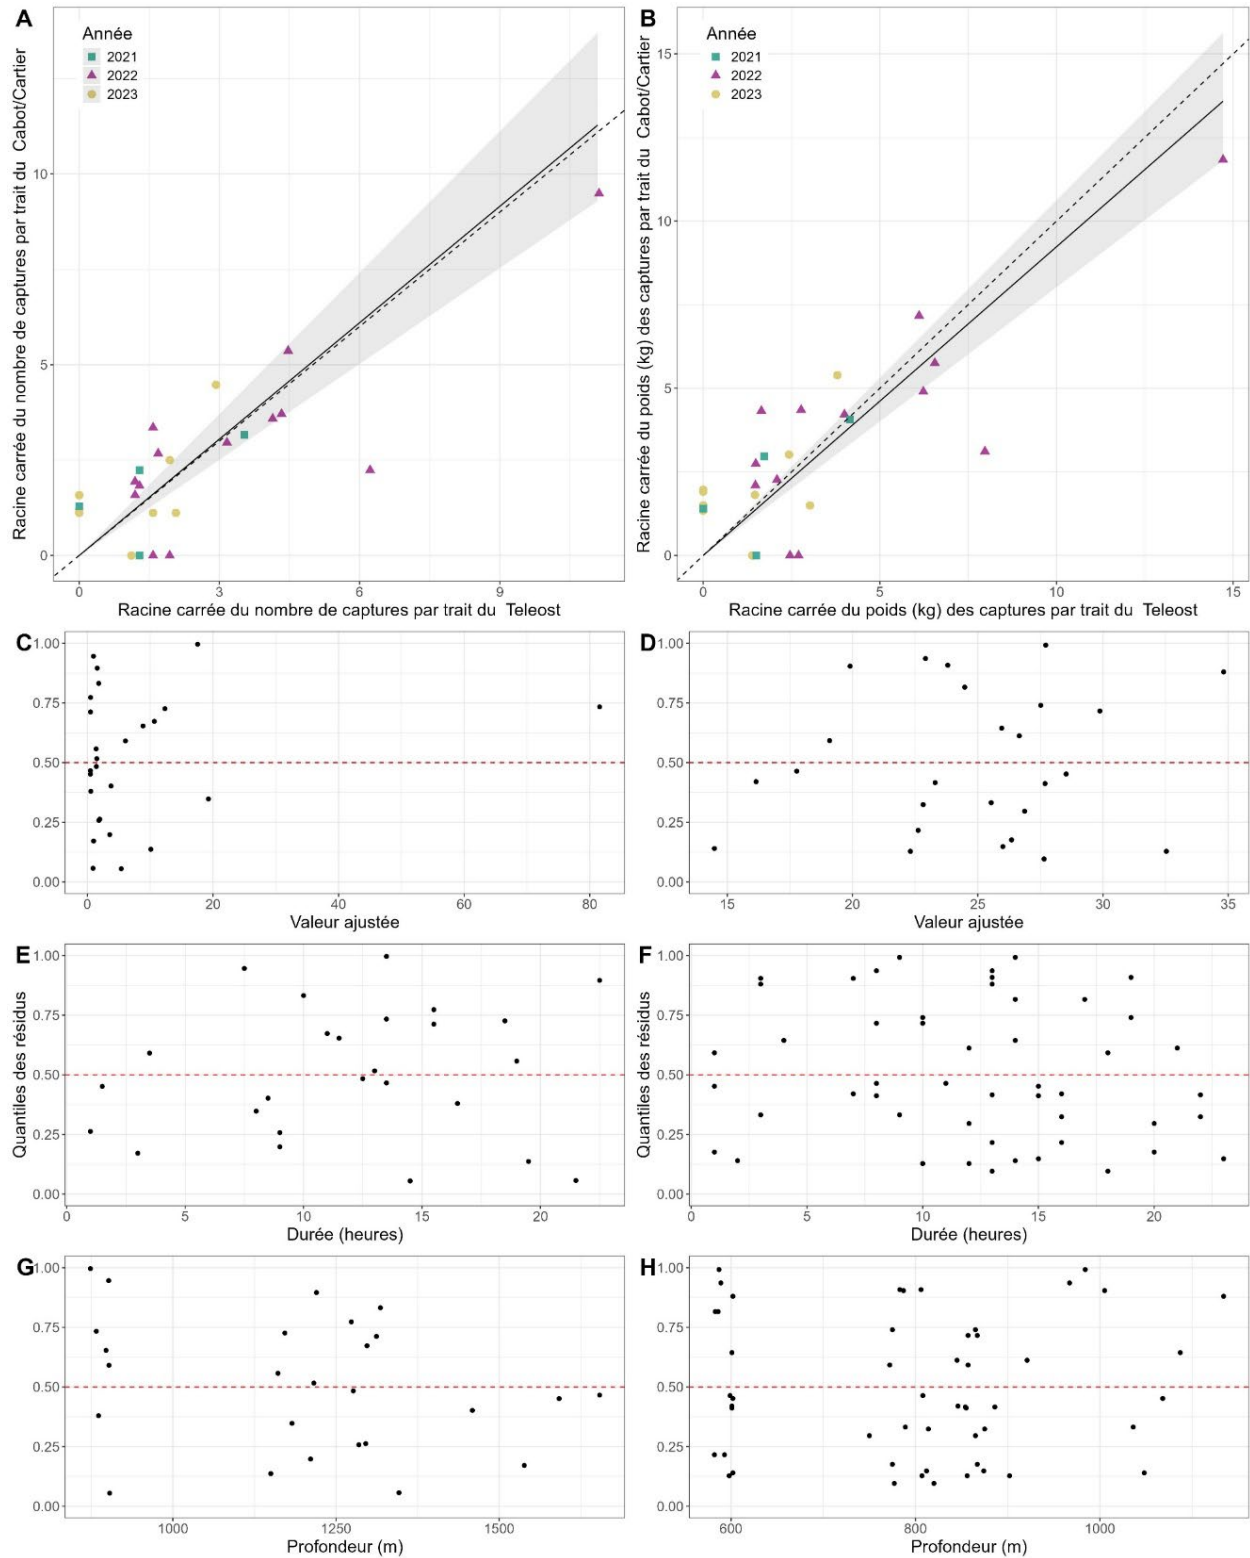 A
Racine carrée du nombre de captures par trait du Cabot/Cartier
Année
2021
2022
2023
10
5
0
0 3 6 9
Racine carrée du nombre de captures par trait du Teleost
B
Racine carrée du poids (kg) des captures par trait du Cabot/Cartier
Année
2021
2022
2023
15
10
5
0
0 5 10 15
Racine carrée du poids (kg) des captures par trait du Teleost
C
1.00
0.75
0.50
0.25
0.00
0 20 40 60 80
Valeur ajustée
D
1.00
0.75
0.50
0.25
0.00
15 20 25 30 35
Valeur ajustée
E
Quantiles des résidus
1.00
0.75
0.50
0.25
0.00
0 5 10 15 20
Durée (heures)
F
Quantiles des résidus
1.00
0.75
0.50
0.25
0.00
0 5 10 15 20
Durée (heures)
G
1.00
0.75
0.50
0.25
0.00
1000 1250 1500
Profondeur (m)
H
1.00
0.75
0.50
0.25
0.00
600 800 1000
Profondeur (m)